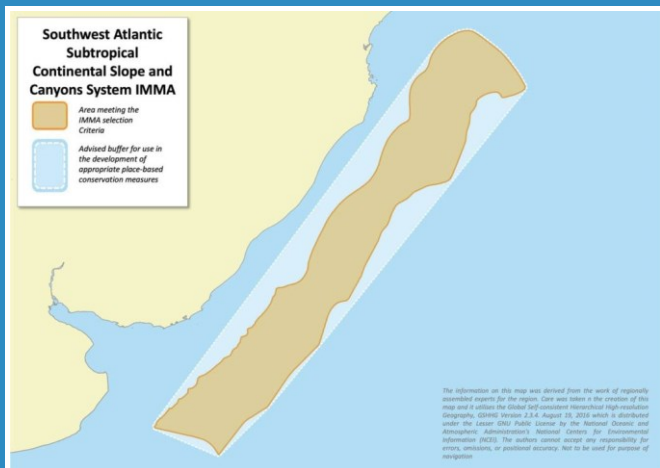 Southwest Atlantic
Subtropical
Continental Slope and
Canyons System IMMA
Area meeting the
IMMA selection
Criteria
Advised buffer for use in
the development of
appropriate place-based
conservation measures
The information on this map was derived from the work of regionally
assembled experts for the region. Care was taken n the creation of this
map and it utilises the Global Self-consistent Hierarchical High-resolution
Geography, GSHHG Version 2.3.4. August 19, 2016 which is distributed
under the Lesser GNU Public License by the National Oceanic and
Atmospheric Administration's National Centers for Environmental
Information (NCEI). The authors cannot accept any responsibility for
errors, omissions, or positional accuracy. Not to be used for purpose of
navigation